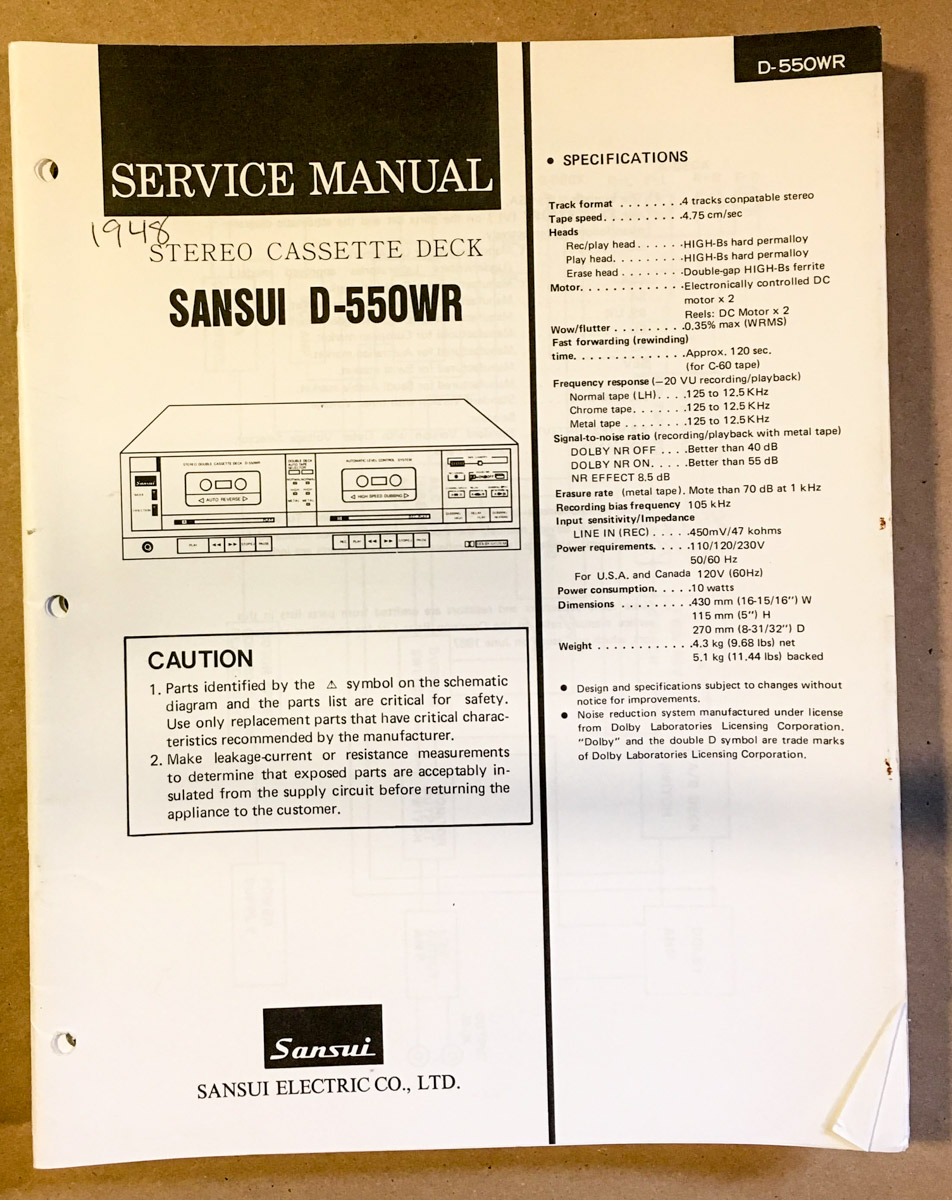 D-550WR
SERVICE MANUAL
1948
STEREO CASSETTE DECK
SANSUI D-550WR
STEREO DOUBLE CASSETTE DECK D-550WR
AUTOMATIC LEVEL CONTROL SYSTEM
Sansui
AUTO REVERSE
HIGH SPEED DUBBING
CAUTION
1. Parts identified by the ⚠ symbol on the schematic
diagram and the parts list are critical for safety.
Use only replacement parts that have critical charac-
teristics recommended by the manufacturer.
2. Make leakage-current or resistance measurements
to determine that exposed parts are acceptably in-
sulated from the supply circuit before returning the
appliance to the customer.
Sansui
SANSUI ELECTRIC CO., LTD.
• SPECIFICATIONS
Track format . . . . . . . .4 tracks conpatable stereo
Tape speed. . . . . . . . . .4.75 cm/sec
Heads
Rec/play head . . . . . .HIGH-Bs hard permalloy
Play head. . . . . . . . .HIGH-Bs hard permalloy
Erase head . . . . . . . .Double-gap HIGH-Bs ferrite
Motor. . . . . . . . . . . . .Electronically controlled DC
motor x 2
Reels: DC Motor x 2
Wow/flutter . . . . . . . . .0.35% max (WRMS)
Fast forwarding (rewinding)
time. . . . . . . . . . . . . .Approx. 120 sec.
(for C-60 tape)
Frequency response (−20 VU recording/playback)
Normal tape (LH). . . .125 to 12.5 KHz
Chrome tape. . . . . . .125 to 12.5 KHz
Metal tape . . . . . . . .125 to 12.5 KHz
Signal-to-noise ratio (recording/playback with metal tape)
DOLBY NR OFF . . . .Better than 40 dB
DOLBY NR ON. . . . .Better than 55 dB
NR EFFECT 8.5 dB
Erasure rate (metal tape). Mote than 70 dB at 1 kHz
Recording bias frequency 105 kHz
Input sensitivity/Impedance
LINE IN (REC) . . . . .450mV/47 kohms
Power requirements. . . . .110/120/230V
50/60 Hz
For U.S.A. and Canada 120V (60Hz)
Power consumption. . . . .10 watts
Dimensions . . . . . . . . .430 mm (16-15/16") W
115 mm (5") H
270 mm (8-31/32") D
Weight . . . . . . . . . . . .4.3 kg (9.68 lbs) net
5.1 kg (11.44 lbs) backed
• Design and specifications subject to changes without
notice for improvements.
• Noise reduction system manufactured under license
from Dolby Laboratories Licensing Corporation.
"Dolby" and the double D symbol are trade marks
of Dolby Laboratories Licensing Corporation.